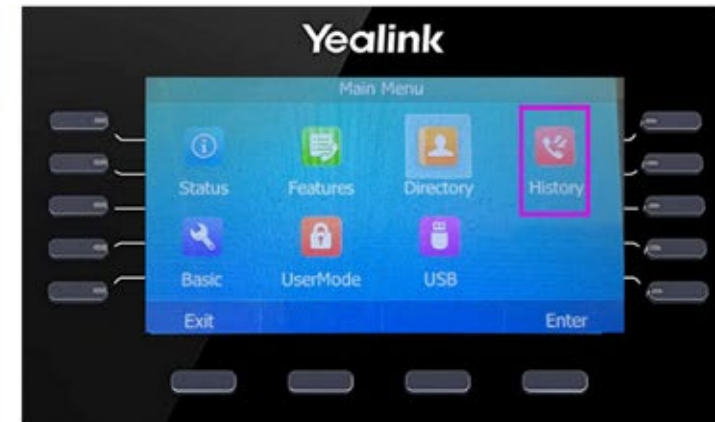 Yealink
Main Menu
Status Features Directory History
Basic UserMode USB
Exit Enter